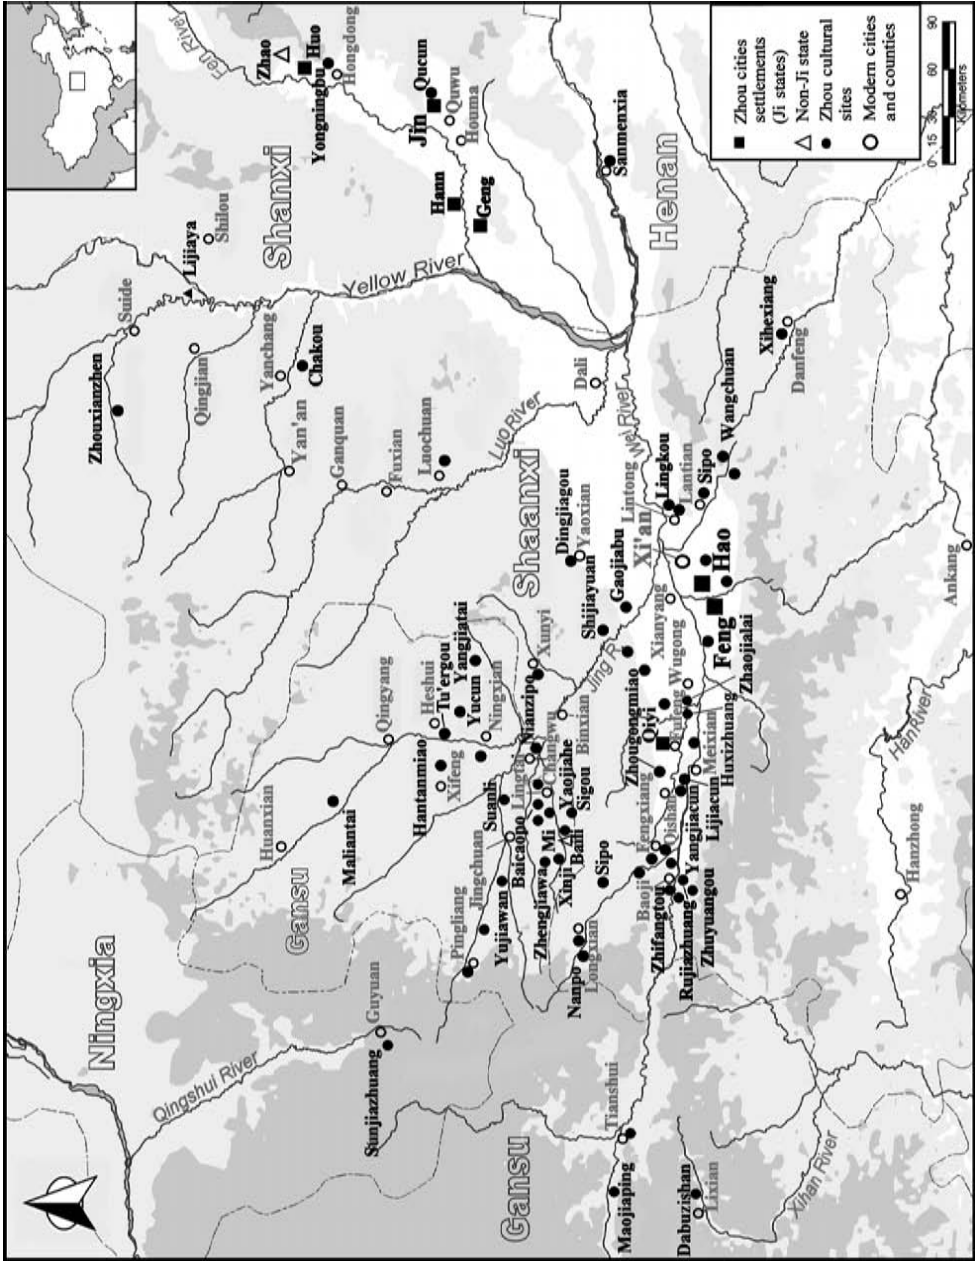 Ningxia
Gansu
Gansu
Shaanxi
Shanxi
Henan
Qingshui River
Yellow River
Fen River
Luo River
Jing R
Wei River
Han River
Xihan River
Guyuan
Sunjiazhuang
Tianshui
Maojiaping
Dabuzishan
Lixian
Huanxian
Maliantai
Qingyang
Pingliang
Jingchuan
Yujiawan
Hantanmiao
Xifeng
Suanli
Heshui
Tu'ergou
Yucun
Yangjiatai
Ningxian
Lingtai
Nianzipo
Xunyi
Baicaopo
Changwu
Binxian
Zhengjiawa
Mi
Yaojiahe
Xinji
Baili
Sigou
Nanpo
Longxian
Sipo
Baoji
Fengxiang
Qishan
Zhifangtou
Rujiazhuang
Zhuyuangou
Yangjiacun
Lijiacun
Zhougongmiao
Qiyi
Fufeng
Meixian
Huxizhuang
Wugong
Zhaojialai
Xianyang
Shijiayuan
Gaojiabu
Dingjiagou
Yaoxian
Feng
Hao
Xi'an
Lintong
Lingkou
Lantian
Sipo
Wangchuan
Dali
Xihexiang
Danfeng
Ankang
Hanzhong
Zhouxianzhen
Suide
Qingjian
Lijiaya
Shilou
Yanchang
Chakou
Yan'an
Ganquan
Fuxian
Luochuan
Zhao
Huo
Yongningbu
Hongdong
Jin
Qucun
Quwu
Houma
Hann
Geng
Sanmenxia
Zhou cities
settlements
(Ji states)
Non-Ji state
Zhou cultural
sites
Modern cities
and counties
0 15 30 60 90
Kilometers